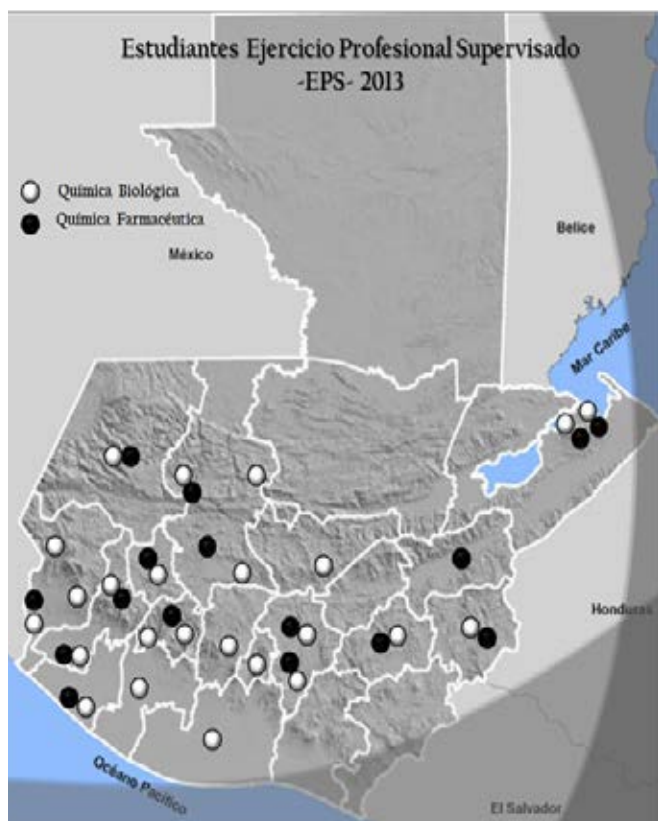 Estudiantes Ejercicio Profesional Supervisado
-EPS- 2013
Química Biológica
Química Farmacéutica
México
Belice
Mar Caribe
Honduras
Océano Pacífico
El Salvador